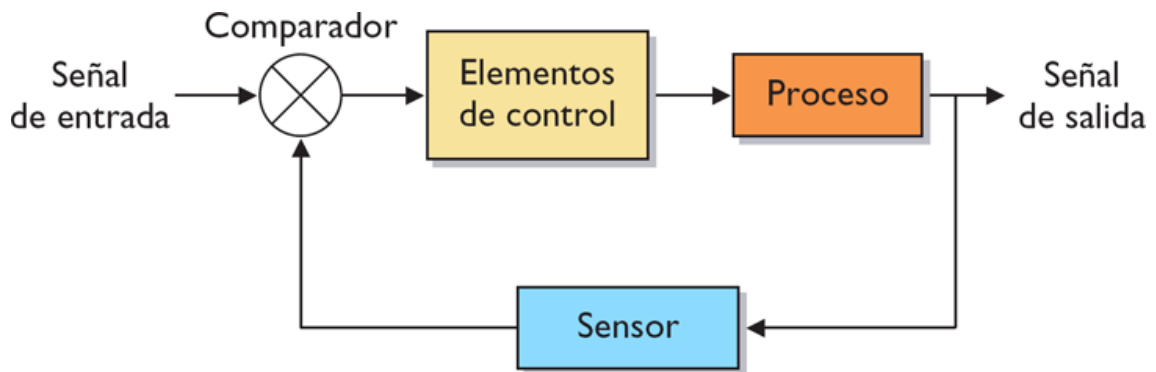 Comparador
Señal
de entrada
Elementos
de control
Proceso
Señal
de salida
Sensor